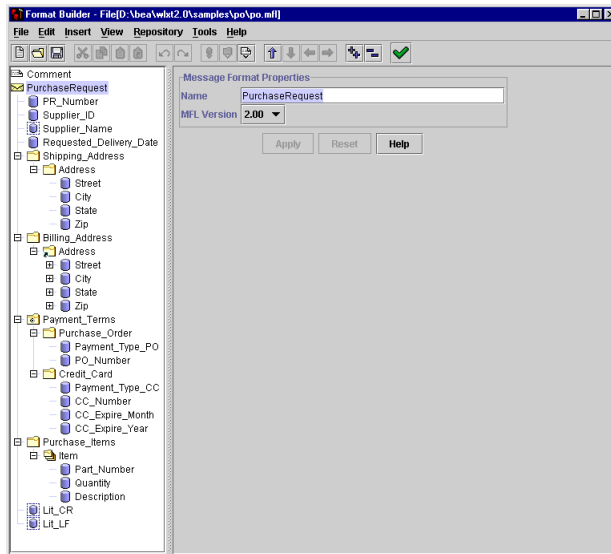 Format Builder - File[D:\bea\wlxt2.0\samples\po\po.mfl]
File Edit Insert View Repository Tools Help
Comment
PurchaseRequest
PR_Number
Supplier_ID
Supplier_Name
Requested_Delivery_Date
Shipping_Address
Address
Street
City
State
Zip
Billing_Address
Address
Street
City
State
Zip
Payment_Terms
Purchase_Order
Payment_Type_PO
PO_Number
Credit_Card
Payment_Type_CC
CC_Number
CC_Expire_Month
CC_Expire_Year
Purchase_Items
Item
Part_Number
Quantity
Description
Lit_CR
Lit_LF
Message Format Properties
Name PurchaseRequest
MFL Version 2.00
Apply Reset Help